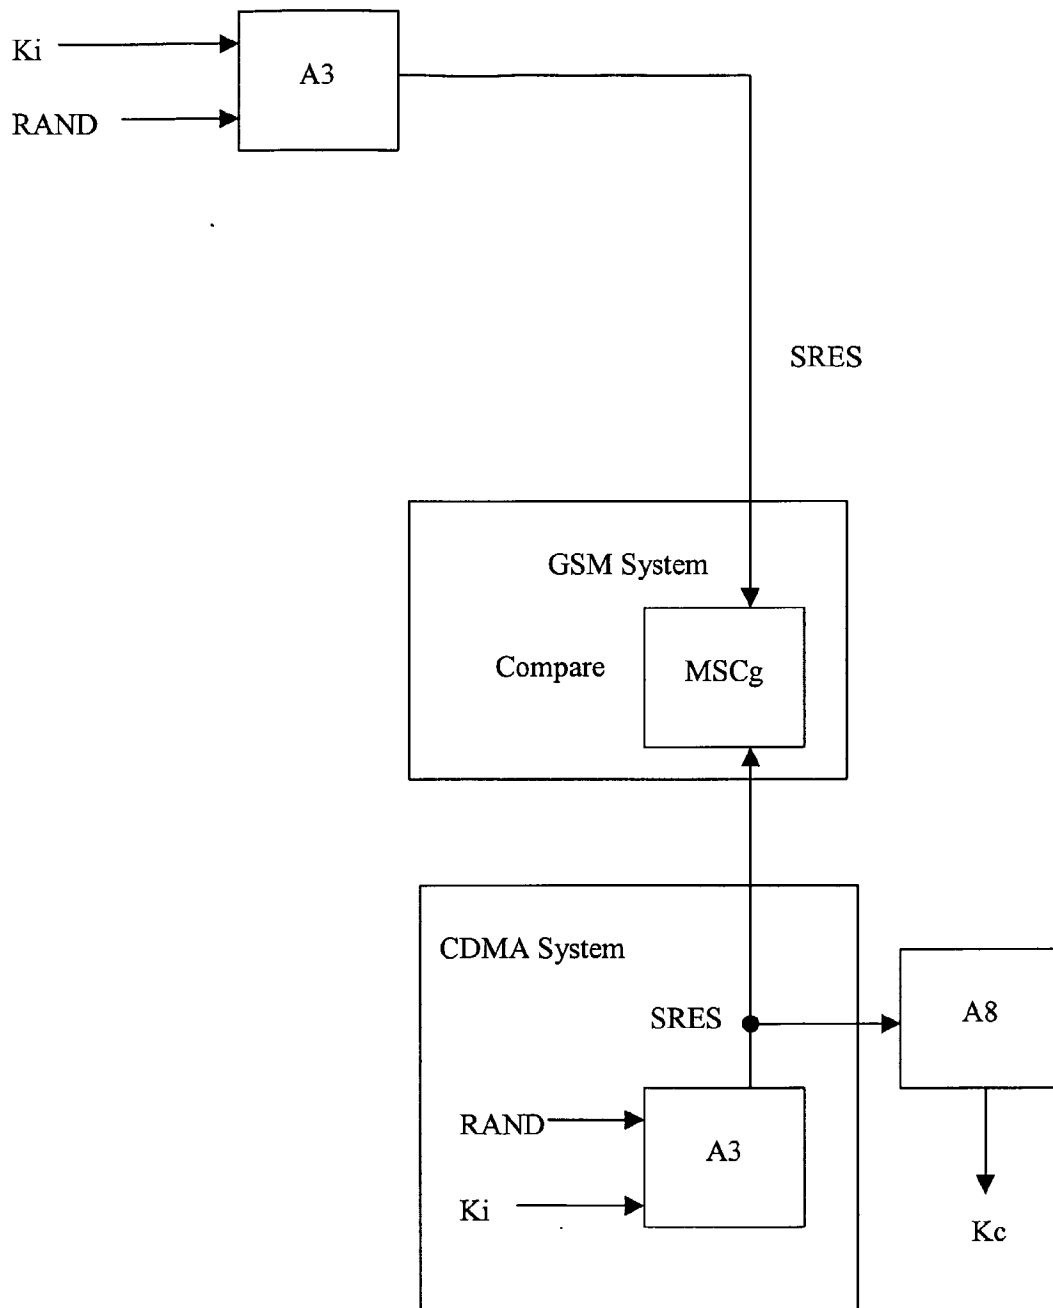 Ki
A3
RAND
SRES
GSM System
Compare
MSCg
CDMA System
SRES
A8
RAND
A3
Ki
Kc